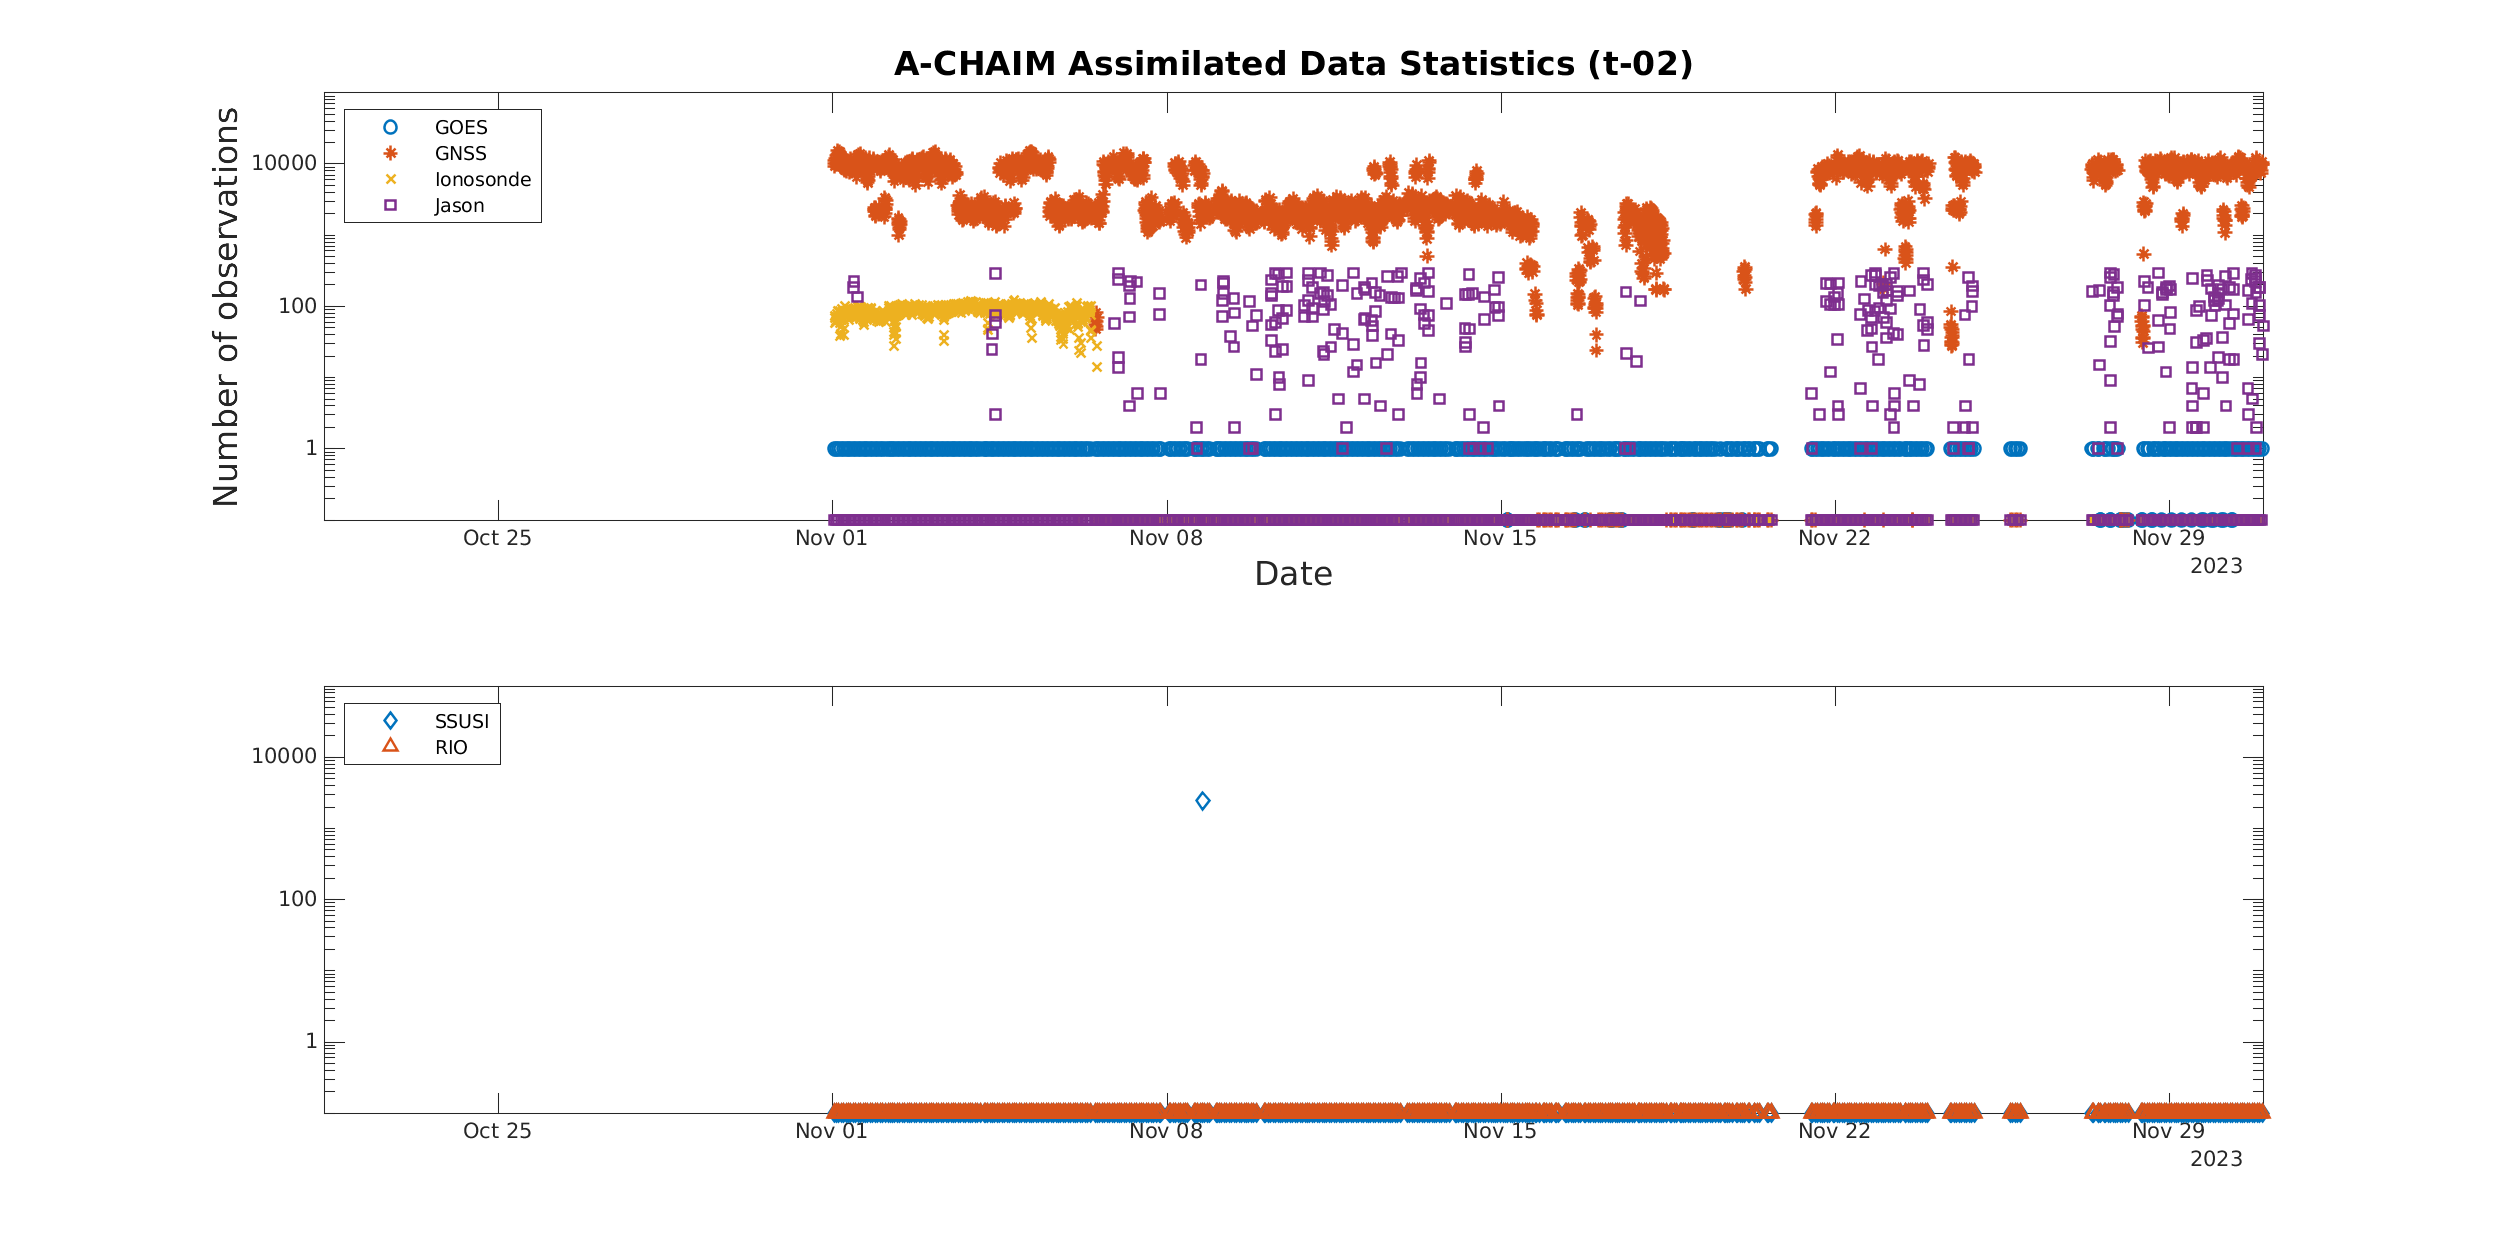 A-CHAIM Assimilated Data Statistics (t-02)
Number of observations
GOES
GNSS
Ionosonde
Jason
10000
100
1
Oct 25 Nov 01 Nov 08 Nov 15 Nov 22 Nov 29
2023
Date
SSUSI
RIO
10000
100
1
Oct 25 Nov 01 Nov 08 Nov 15 Nov 22 Nov 29
2023